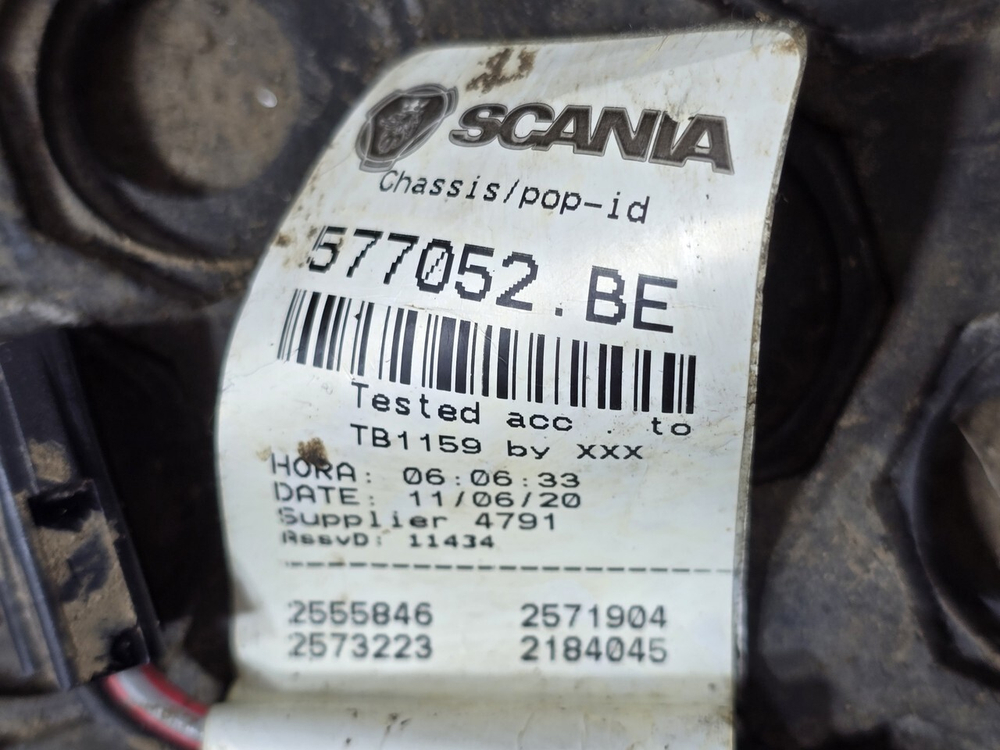 SCANIA
Chassis/pop-id
577052.BE
Tested acc. to
TB1159 by xxx
HORA: 06:06:33
DATE: 11/06/20
Supplier 4791
AssyD: 11434
2555846 2571904
2573223 2184045